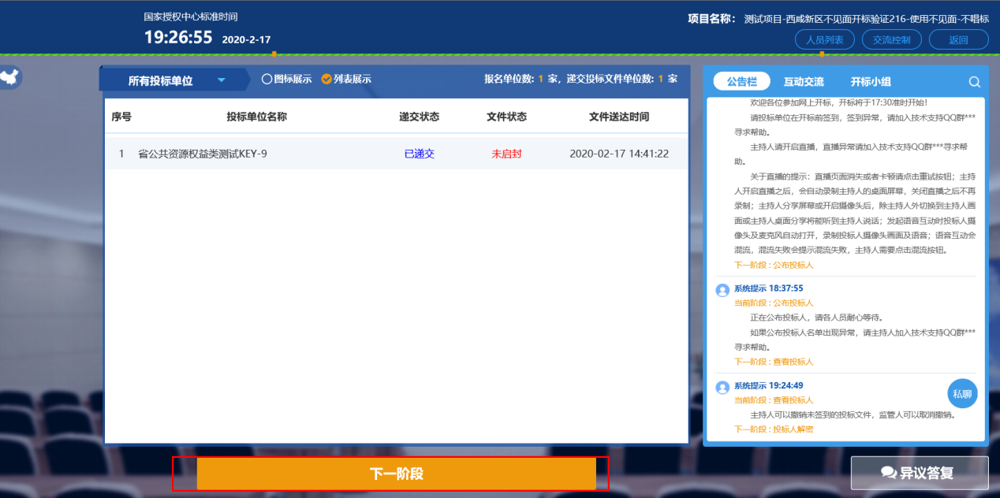 国家授权中心标准时间
19:26:55 2020-2-17
项目名称： 测试项目-西咸新区不见面开标验证216-使用不见面-不唱标
人员列表 交流控制 返回
所有投标单位 图标展示 列表展示 报名单位数: 1 家，递交投标文件单位数: 1 家
序号 投标单位名称 递交状态 文件状态 文件送达时间
1 省公共资源权益类测试KEY-9 已递交 未启封 2020-02-17 14:41:22
下一阶段
公告栏 互动交流 开标小组
欢迎各位参加网上开标，开标将于17:30准时开始！
请投标单位在开标前签到，签到异常，请加入技术支持QQ群***
寻求帮助。
主持人请开启直播，直播异常请加入技术支持QQ群***寻求帮
助。
关于直播的提示：直播页面消失或者卡顿请点击重试按钮；主持
人开启直播之后，会自动录制主持人的桌面屏幕，关闭直播之后不再
录制；主持人分享屏幕或开启摄像头后，除主持人外切换到主持人画
面或主持人桌面分享将能听到主持人说话；发起语音互动时投标人摄
像头及麦克风自动打开，录制投标人摄像头画面及语音；语音互动会
混流，混流失败会提示混流失败，主持人需要点击混流按钮。
下一阶段 : 公布投标人
系统提示 18:37:55
当前阶段 : 公布投标人
正在公布投标人，请各人员耐心等待。
如果公布投标人名单出现异常，请主持人加入技术支持QQ群***
寻求帮助。
下一阶段 : 查看投标人
系统提示 19:24:49
当前阶段 : 查看投标人
主持人可以撤销未签到的投标文件，监管人可以取消撤销。
下一阶段 : 投标人解密
私聊
异议答复